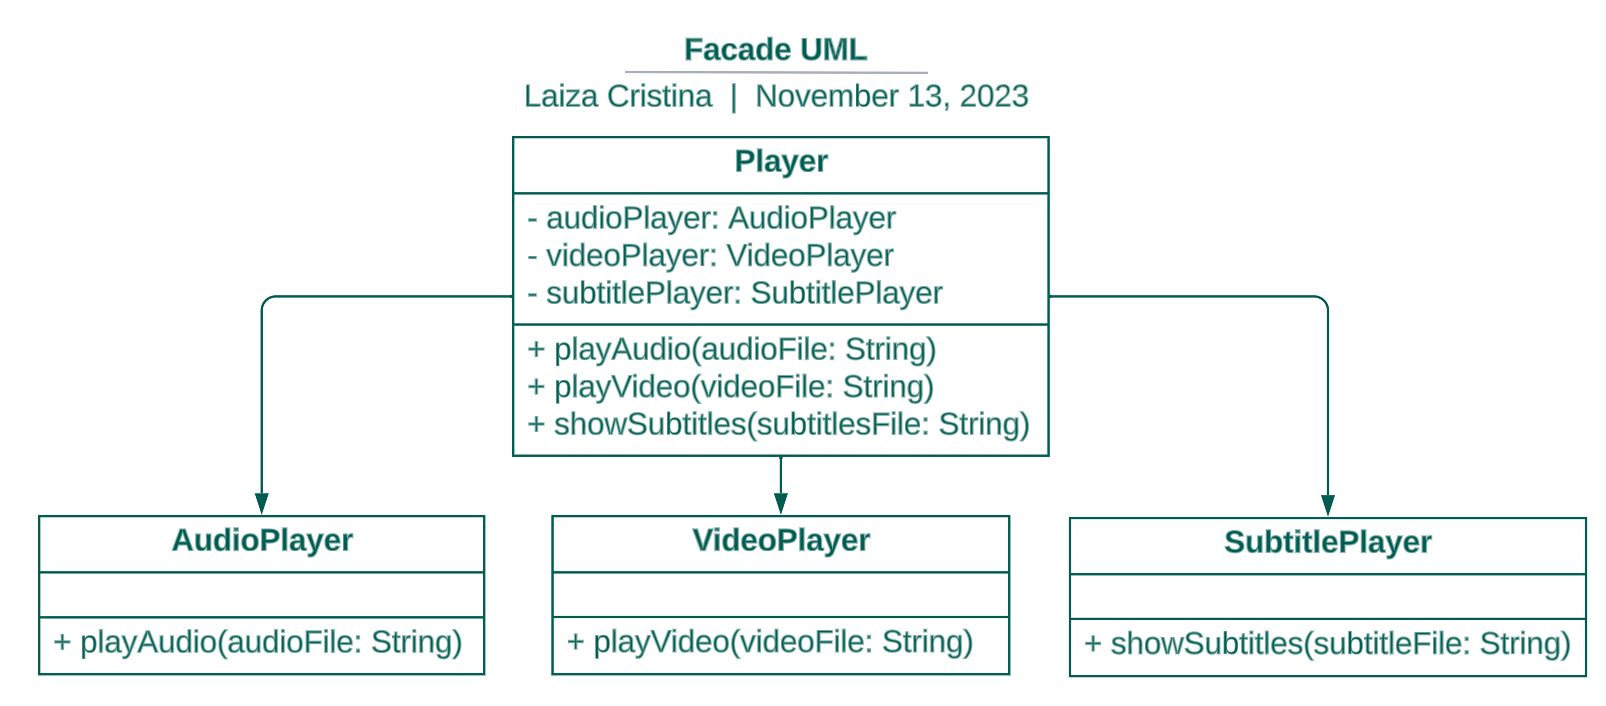 Facade UML
Laiza Cristina | November 13, 2023
Player
- audioPlayer: AudioPlayer
- videoPlayer: VideoPlayer
- subtitlePlayer: SubtitlePlayer
+ playAudio(audioFile: String)
+ playVideo(videoFile: String)
+ showSubtitles(subtitlesFile: String)
AudioPlayer
+ playAudio(audioFile: String)
VideoPlayer
+ playVideo(videoFile: String)
SubtitlePlayer
+ showSubtitles(subtitleFile: String)